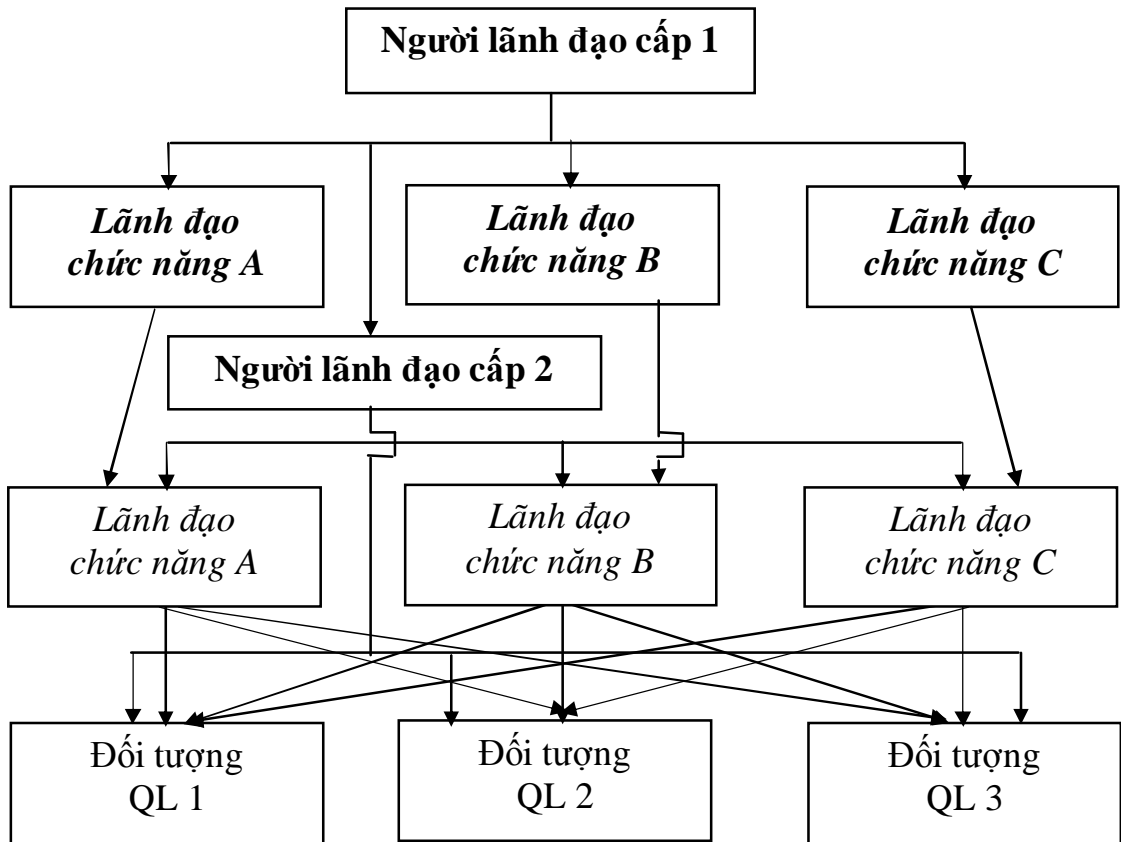 Người lãnh đạo cấp 1
Lãnh đạo
chức năng A
Lãnh đạo
chức năng B
Lãnh đạo
chức năng C
Người lãnh đạo cấp 2
Lãnh đạo
chức năng A
Lãnh đạo
chức năng B
Lãnh đạo
chức năng C
Đối tượng
QL 1
Đối tượng
QL 2
Đối tượng
QL 3